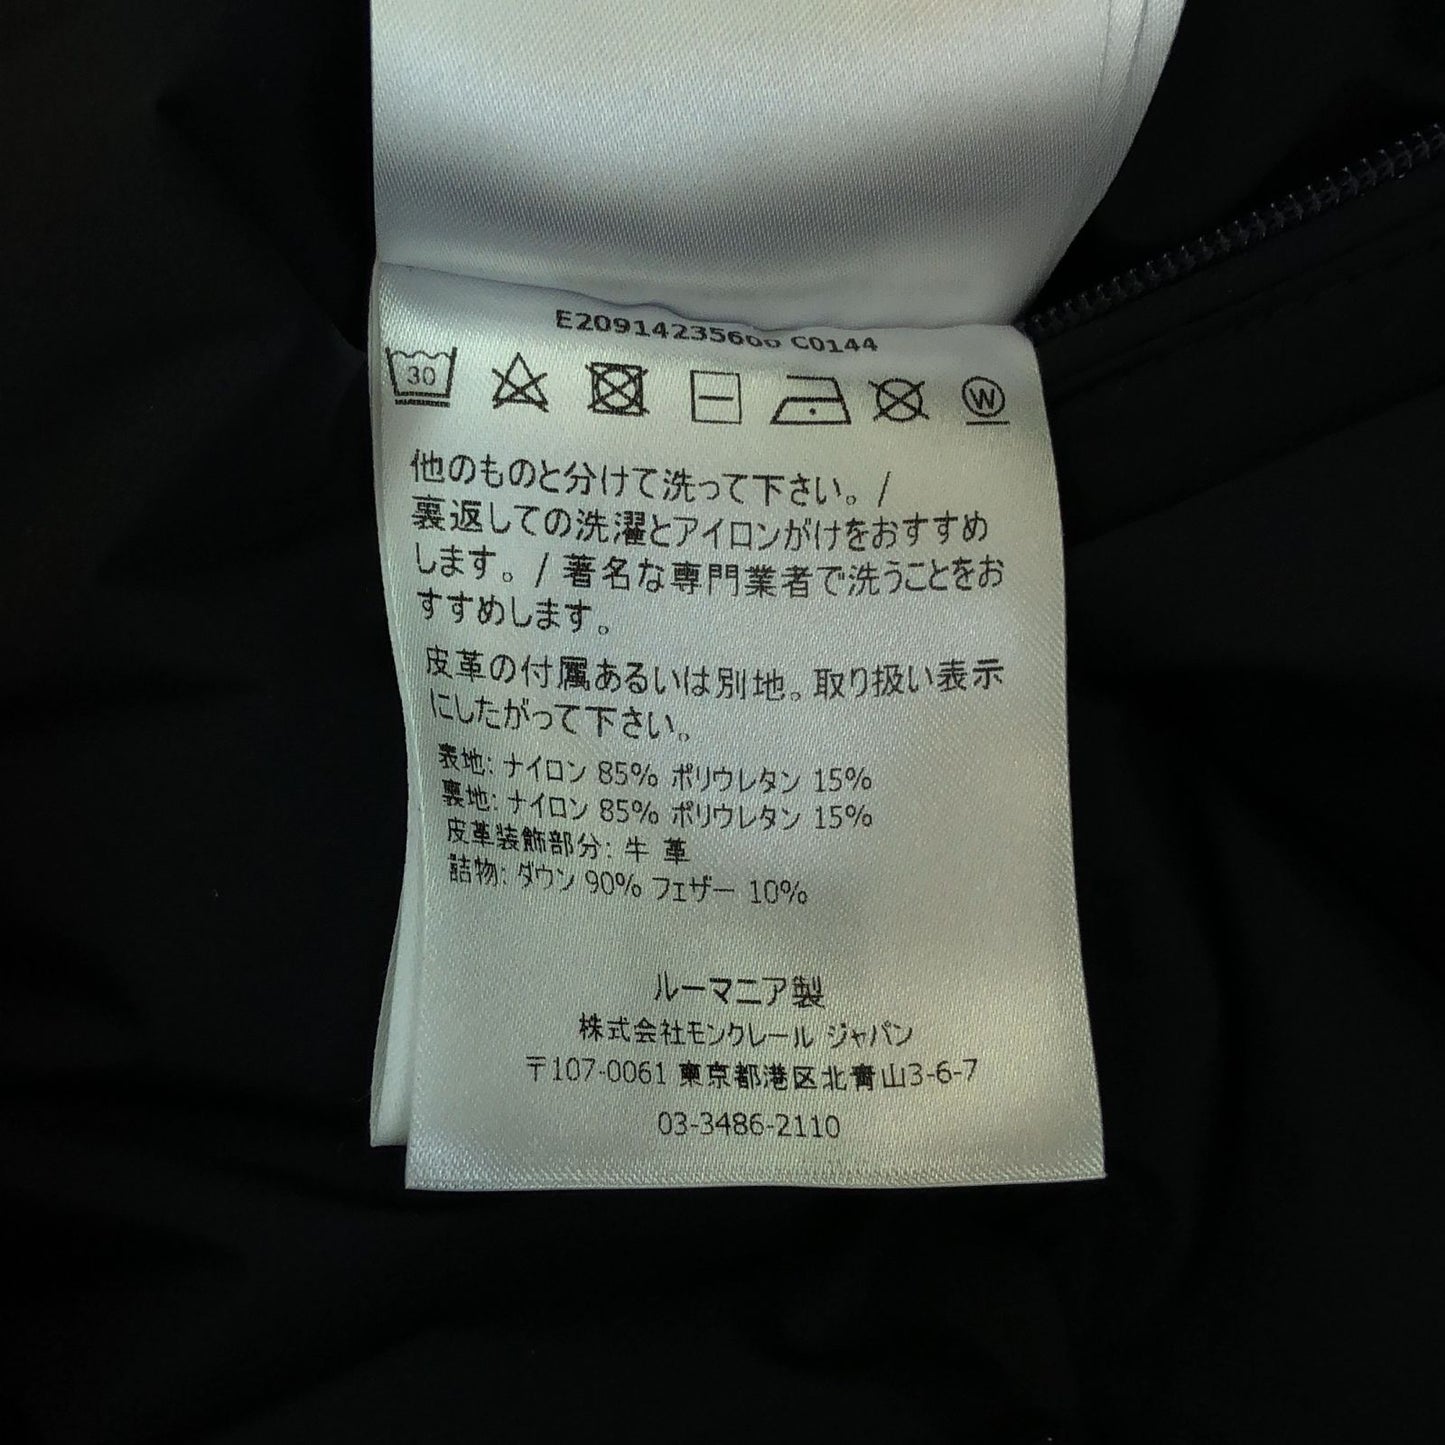 E20914235606 C0144
30 W
他のものと分けて洗って下さい。/
裏返しての洗濯とアイロンがけをおすすめ
します。/ 著名な専門業者で洗うことをお
すすめします。
皮革の付属あるいは別地。取り扱い表示
にしたがって下さい。
表地: ナイロン 85% ポリウレタン 15%
裏地: ナイロン 85% ポリウレタン 15%
皮革装飾部分: 牛 革
詰物: ダウン 90% フェザー 10%
ルーマニア製
株式会社モンクレール ジャパン
〒107-0061 東京都港区北青山3-6-7
03-3486-2110